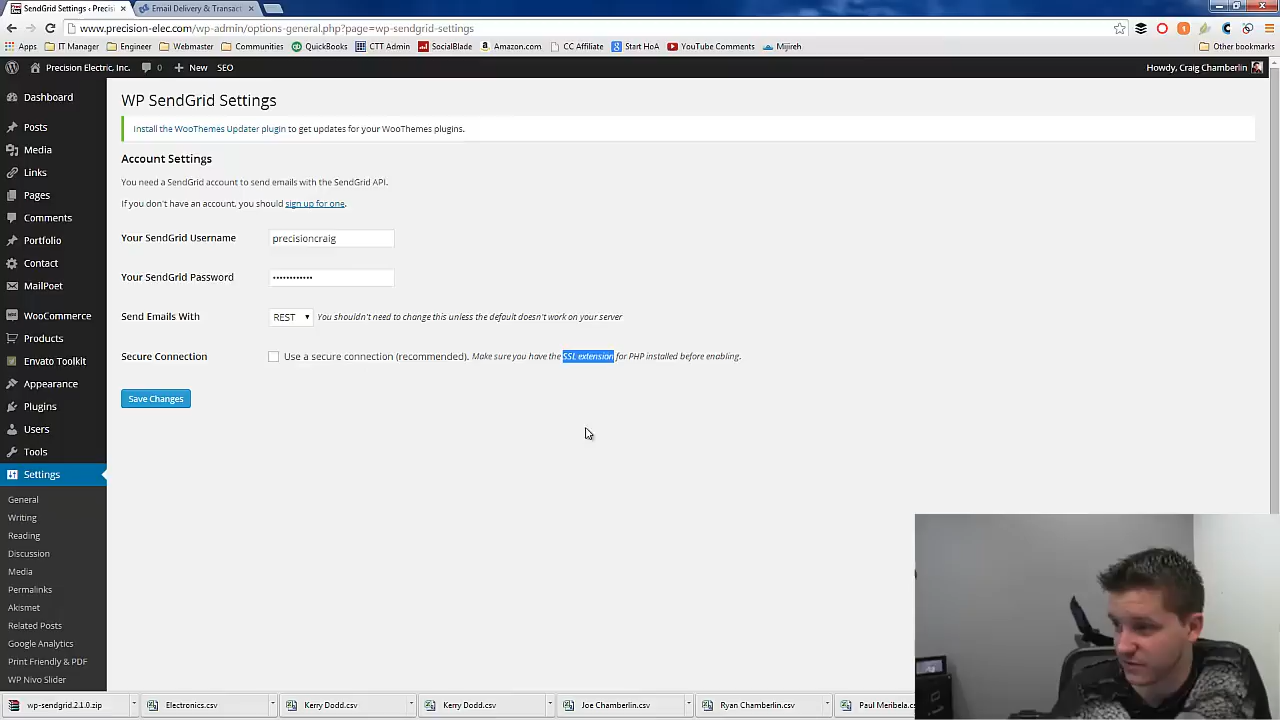 SendGrid Settings ‹ Precisi
Email Delivery & Transact
www.precision-elec.com/wp-admin/options-general.php?page=wp-sendgrid-settings
Apps IT Manager Engineer Webmaster Communities QuickBooks CTT Admin SocialBlade Amazon.com CC Affiliate Start HoA YouTube Comments Mijireh Other bookmarks
Precision Electric, Inc. 0 New SEO Howdy, Craig Chamberlin
Dashboard
Posts
Media
Links
Pages
Comments
Portfolio
Contact
MailPoet
WooCommerce
Products
Envato Toolkit
Appearance
Plugins
Users
Tools
Settings
General
Writing
Reading
Discussion
Media
Permalinks
Akismet
Related Posts
Google Analytics
Print Friendly & PDF
WP Nivo Slider
WP SendGrid Settings
Install the WooThemes Updater plugin to get updates for your WooThemes plugins.
Account Settings
You need a SendGrid account to send emails with the SendGrid API.
If you don't have an account, you should sign up for one.
Your SendGrid Username precisioncraig
Your SendGrid Password ••••••••••••
Send Emails With REST You shouldn't need to change this unless the default doesn't work on your server
Secure Connection Use a secure connection (recommended). Make sure you have the SSL extension for PHP installed before enabling.
Save Changes
wp-sendgrid.2.1.0.zip Electronics.csv Kerry Dodd.csv Kerry Dodd.csv Joe Chamberlin.csv Ryan Chamberlin.csv Paul Meribela.cs